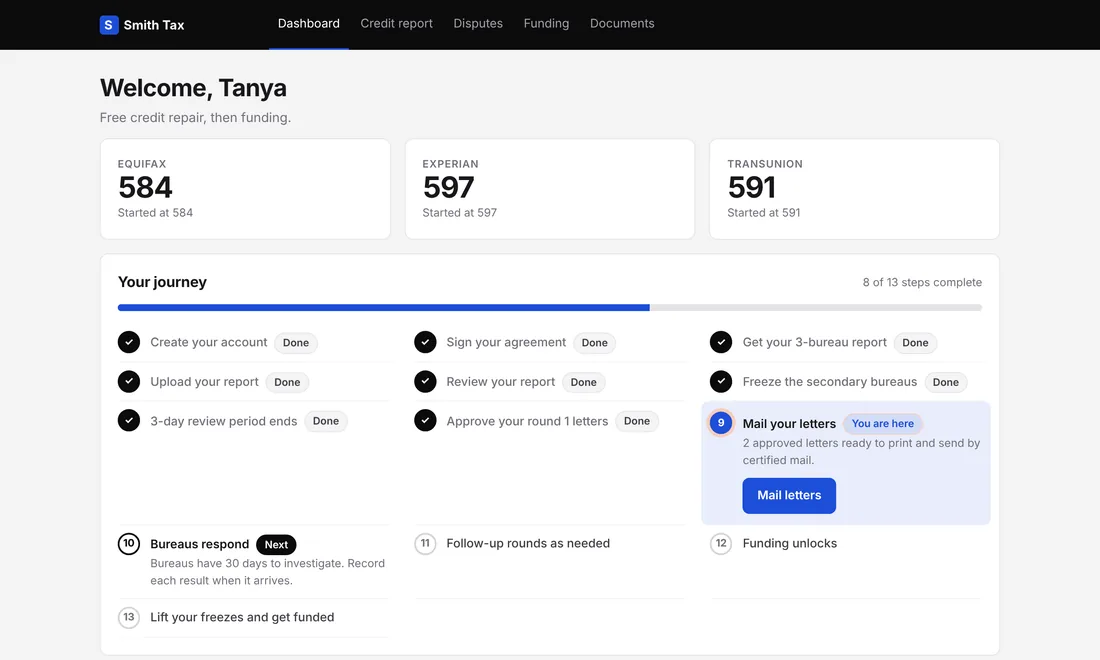 S Smith Tax Dashboard Credit report Disputes Funding Documents
Welcome, Tanya
Free credit repair, then funding.
EQUIFAX
584
Started at 584
EXPERIAN
597
Started at 597
TRANSUNION
591
Started at 591
Your journey 8 of 13 steps complete
Create your account Done
Sign your agreement Done
Get your 3-bureau report Done
Upload your report Done
Review your report Done
Freeze the secondary bureaus Done
3-day review period ends Done
Approve your round 1 letters Done
9 Mail your letters You are here
2 approved letters ready to print and send by
certified mail.
Mail letters
10 Bureaus respond Next
Bureaus have 30 days to investigate. Record
each result when it arrives.
11 Follow-up rounds as needed
12 Funding unlocks
13 Lift your freezes and get funded